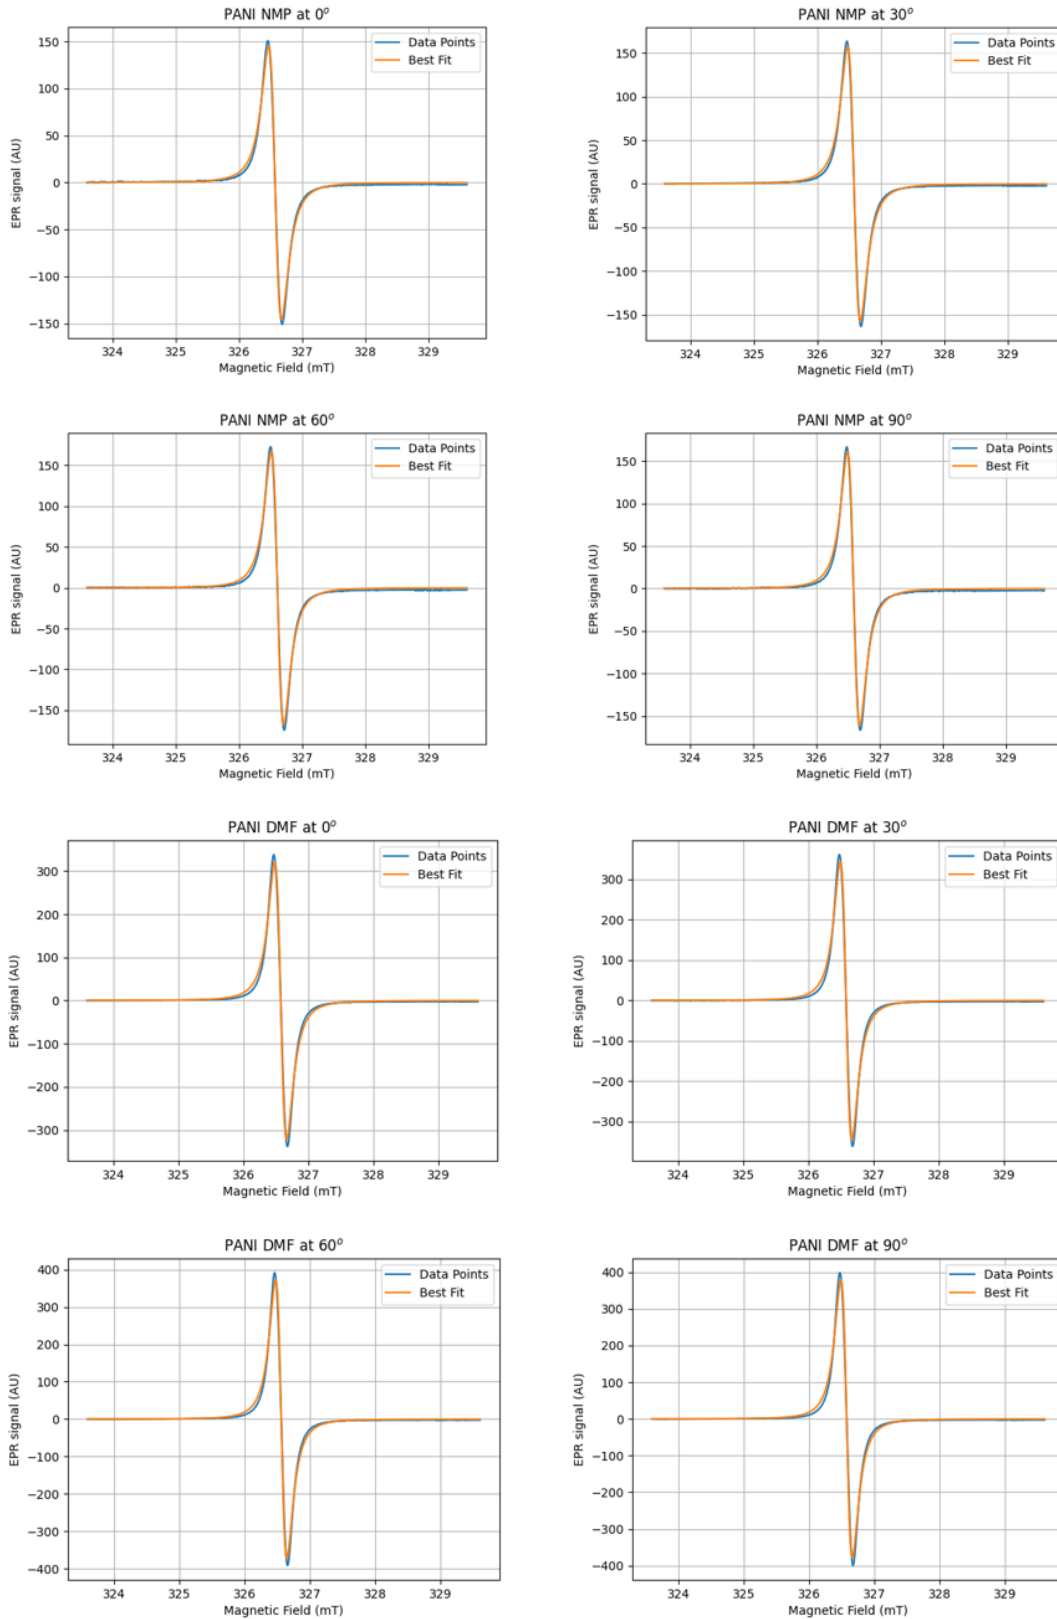 PANI NMP at 0°
Data Points
Best Fit
EPR signal (AU)
150
100
50
0
−50
−100
−150
324 325 326 327 328 329
Magnetic Field (mT)
PANI NMP at 30°
Data Points
Best Fit
EPR signal (AU)
150
100
50
0
−50
−100
−150
324 325 326 327 328 329
Magnetic Field (mT)
PANI NMP at 60°
Data Points
Best Fit
EPR signal (AU)
150
100
50
0
−50
−100
−150
324 325 326 327 328 329
Magnetic Field (mT)
PANI NMP at 90°
Data Points
Best Fit
EPR signal (AU)
150
100
50
0
−50
−100
−150
324 325 326 327 328 329
Magnetic Field (mT)
PANI DMF at 0°
Data Points
Best Fit
EPR signal (AU)
300
200
100
0
−100
−200
−300
324 325 326 327 328 329
Magnetic Field (mT)
PANI DMF at 30°
Data Points
Best Fit
EPR signal (AU)
300
200
100
0
−100
−200
−300
324 325 326 327 328 329
Magnetic Field (mT)
PANI DMF at 60°
Data Points
Best Fit
EPR signal (AU)
400
300
200
100
0
−100
−200
−300
−400
324 325 326 327 328 329
Magnetic Field (mT)
PANI DMF at 90°
Data Points
Best Fit
EPR signal (AU)
400
300
200
100
0
−100
−200
−300
−400
324 325 326 327 328 329
Magnetic Field (mT)